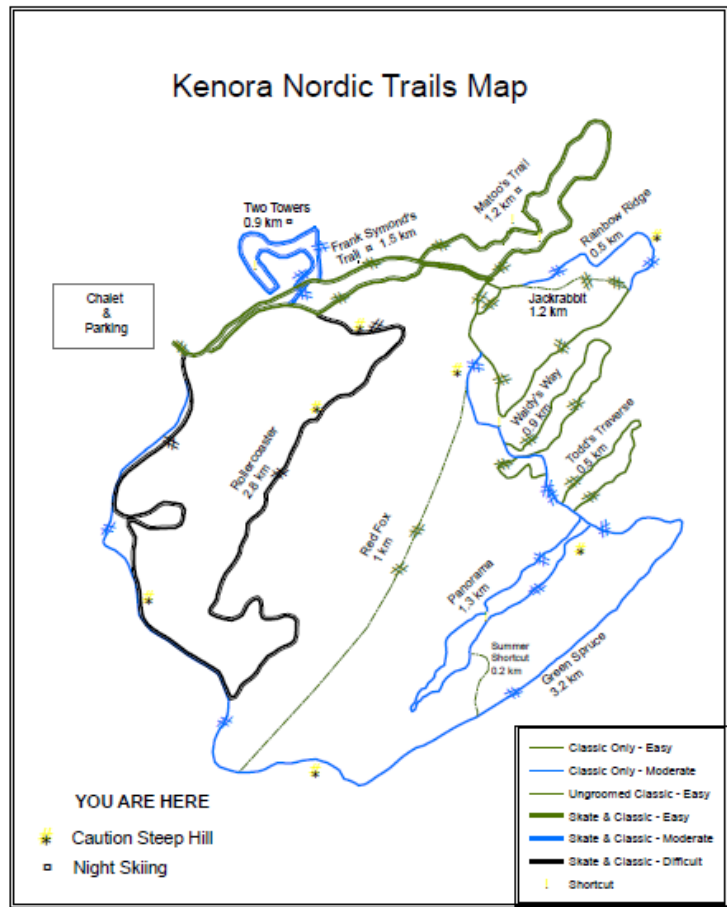 Kenora Nordic Trails Map
Two Towers
0.9 km ¤
Frank Symond's
Trail ¤ 1.5 km
Matoo's Trail
1.2 km ¤
Rainbow Ridge
0.5 km
Chalet
&
Parking
Jackrabbit
1.2 km
Waldy's Way
0.9 km
Todd's Traverse
0.5 km
Rollercoaster
2.8 km
Red Fox
1 km
Panorama
1.3 km
Summer
Shortcut
0.2 km
Green Spruce
3.2 km
YOU ARE HERE
Caution Steep Hill
¤ Night Skiing
Classic Only - Easy
Classic Only - Moderate
Ungroomed Classic - Easy
Skate & Classic - Easy
Skate & Classic - Moderate
Skate & Classic - Difficult
Shortcut